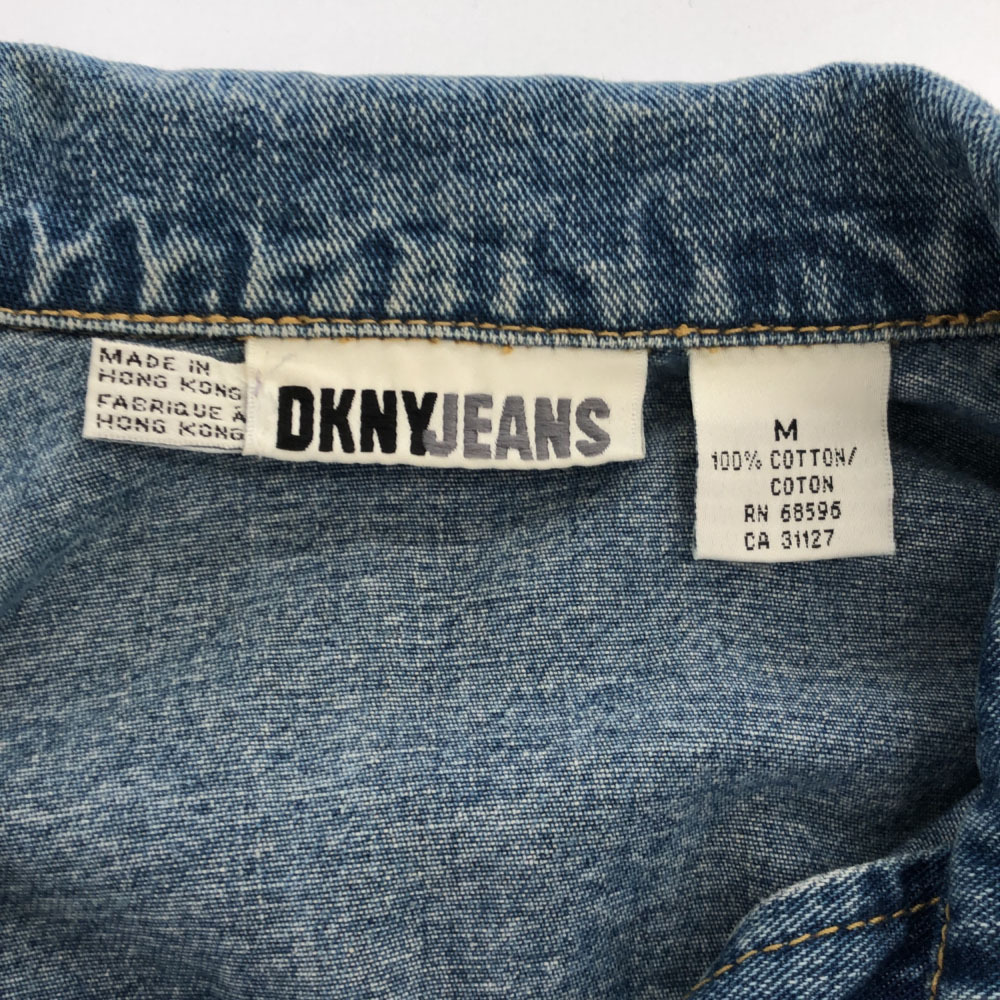 MADE IN
HONG KONG
FABRIQUE À
HONG KONG
DKNYJEANS
M
100% COTTON/
COTON
RN 68596
CA 31127